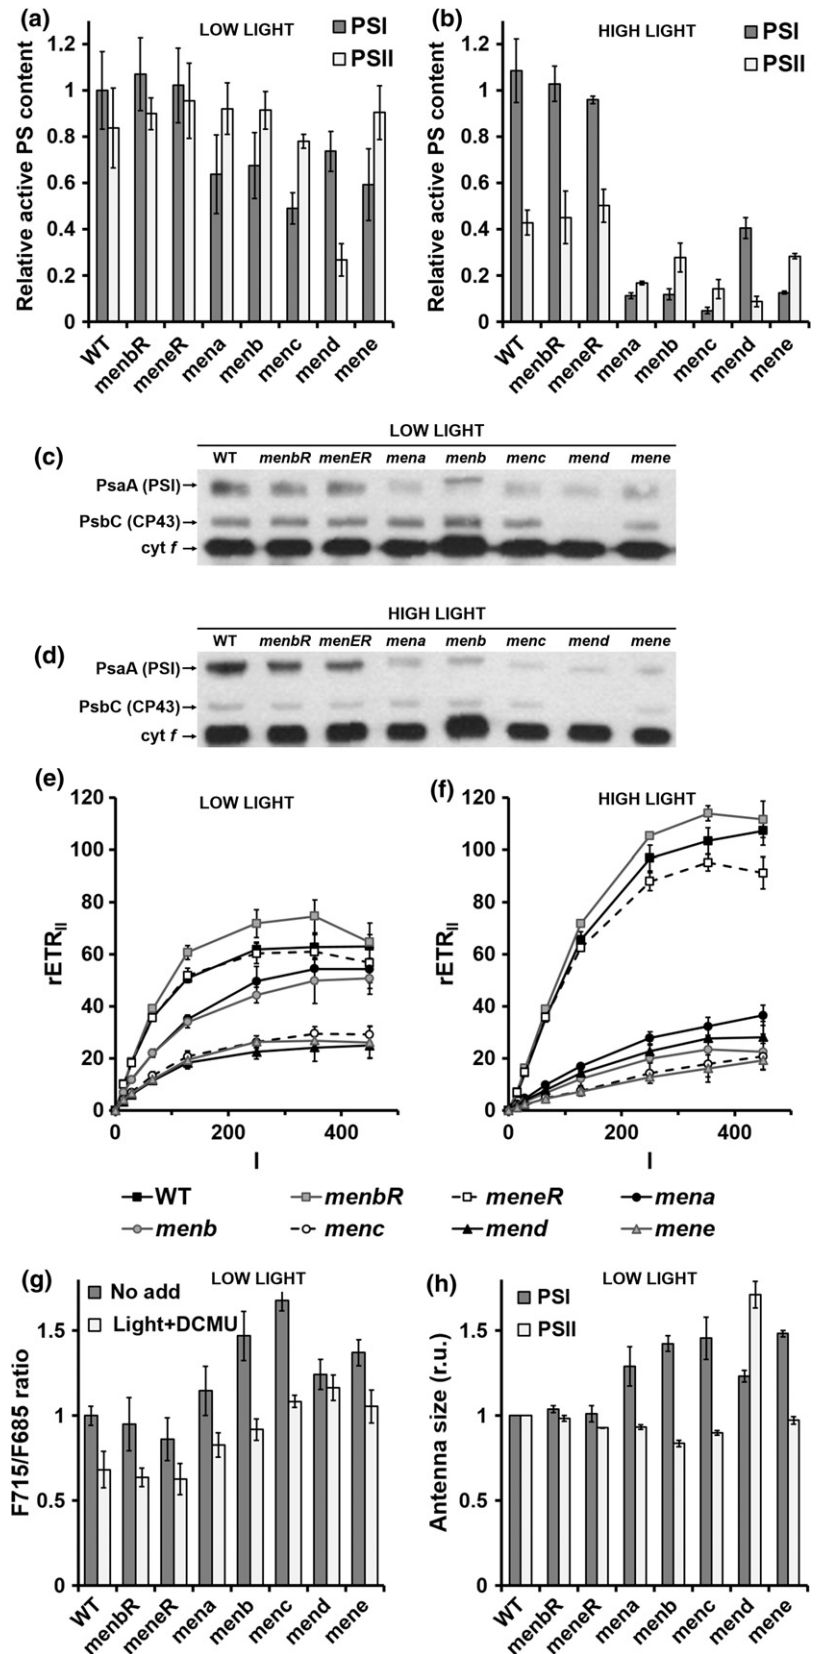 (a)
LOW LIGHT
PSI
PSII
Relative active PS content
1.2
1
0.8
0.6
0.4
0.2
0
WT
menbR
meneR
mena
menb
menc
mend
mene
(b)
HIGH LIGHT
PSI
PSII
Relative active PS content
1.2
1
0.8
0.6
0.4
0.2
0
WT
menbR
meneR
mena
menb
menc
mend
mene
(c)
LOW LIGHT
WT menbR menER mena menb menc mend mene
PsaA (PSI)
PsbC (CP43)
cyt f
(d)
HIGH LIGHT
WT menbR menER mena menb menc mend mene
PsaA (PSI)
PsbC (CP43)
cyt f
(e)
LOW LIGHT
rETRII
120
100
80
60
40
20
0
0 200 400
I
(f)
HIGH LIGHT
rETRII
120
100
80
60
40
20
0
0 200 400
I
WT menbR meneR mena
menb menc mend mene
(g)
LOW LIGHT
No add
Light+DCMU
F715/F685 ratio
1.5
1
0.5
0
WT
menbR
meneR
mena
menb
menc
mend
mene
(h)
LOW LIGHT
PSI
PSII
Antenna size (r.u.)
1.5
1
0.5
0
WT
menbR
meneR
mena
menb
menc
mend
mene